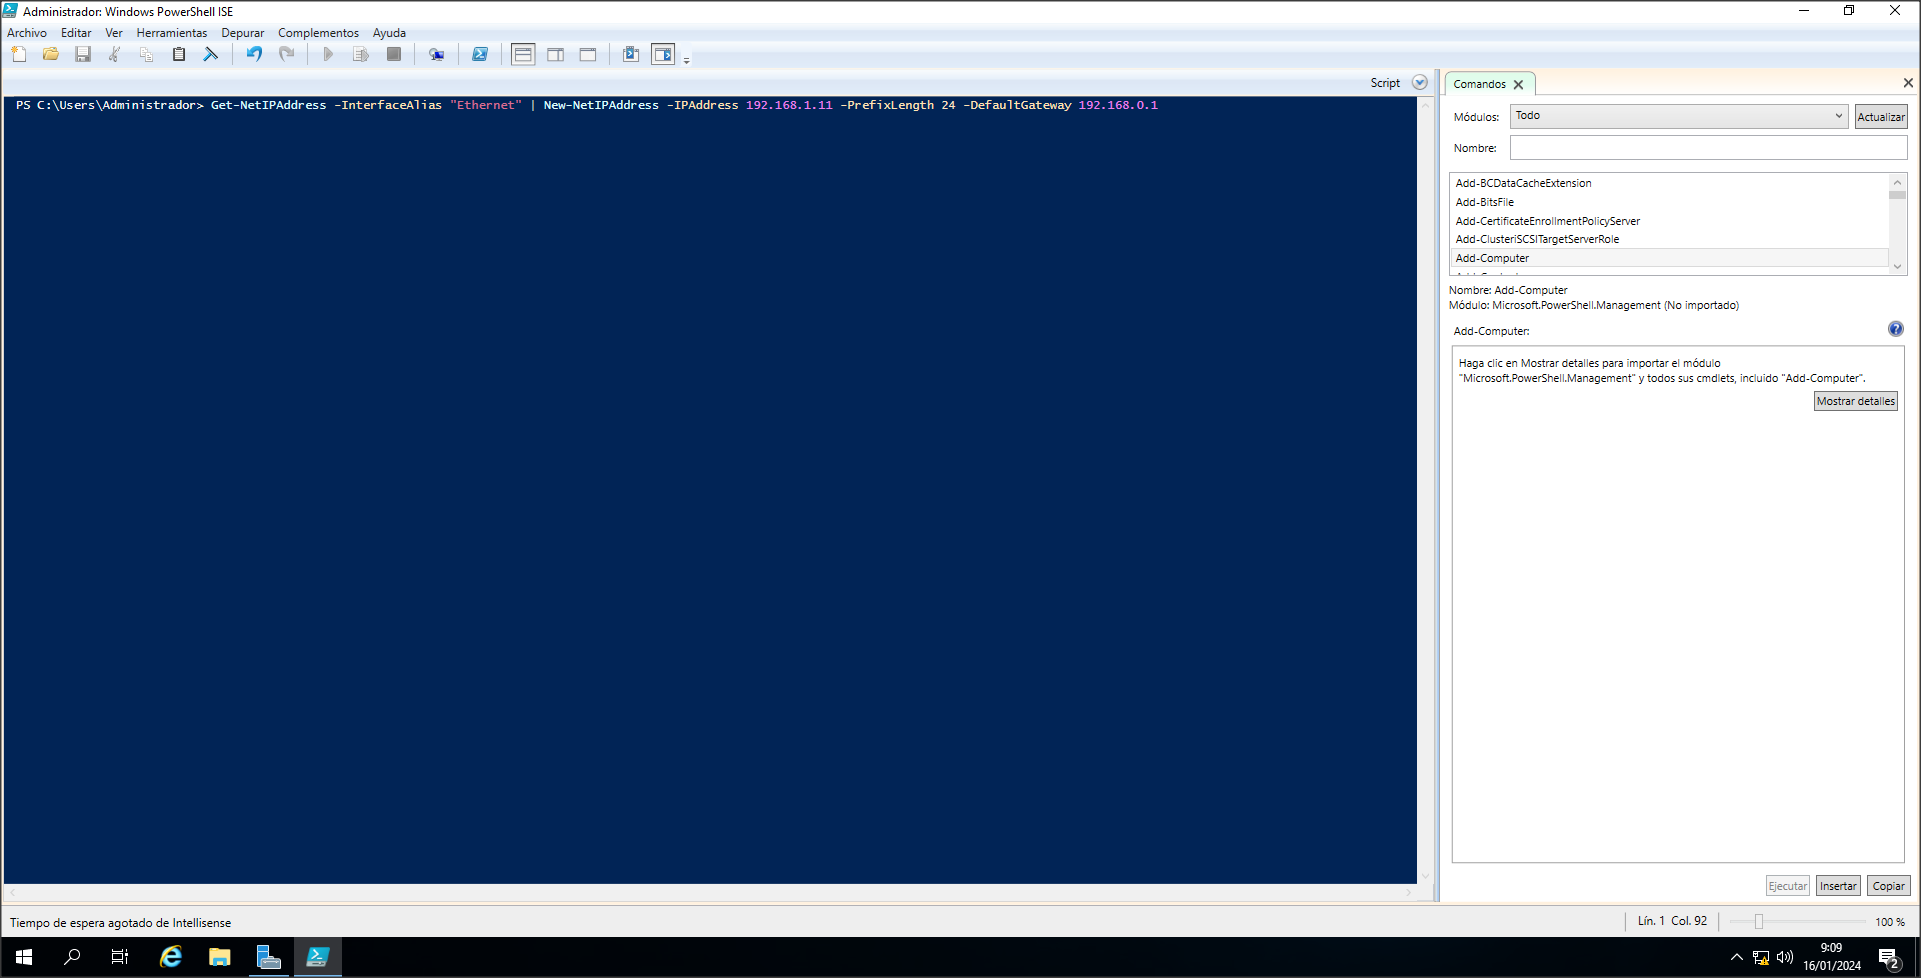 Administrador: Windows PowerShell ISE
Archivo Editar Ver Herramientas Depurar Complementos Ayuda
Script
PS C:\Users\Administrador> Get-NetIPAddress -InterfaceAlias "Ethernet" | New-NetIPAddress -IPAddress 192.168.1.11 -PrefixLength 24 -DefaultGateway 192.168.0.1
Comandos
Módulos: Todo Actualizar
Nombre:
Add-BCDataCacheExtension
Add-BitsFile
Add-CertificateEnrollmentPolicyServer
Add-ClusteriSCSITargetServerRole
Add-Computer
Nombre: Add-Computer
Módulo: Microsoft.PowerShell.Management (No importado)
Add-Computer:
Haga clic en Mostrar detalles para importar el módulo
"Microsoft.PowerShell.Management" y todos sus cmdlets, incluido "Add-Computer".
Mostrar detalles
Ejecutar Insertar Copiar
Tiempo de espera agotado de Intellisense
Lín. 1 Col. 92
100 %
9:09
16/01/2024
2